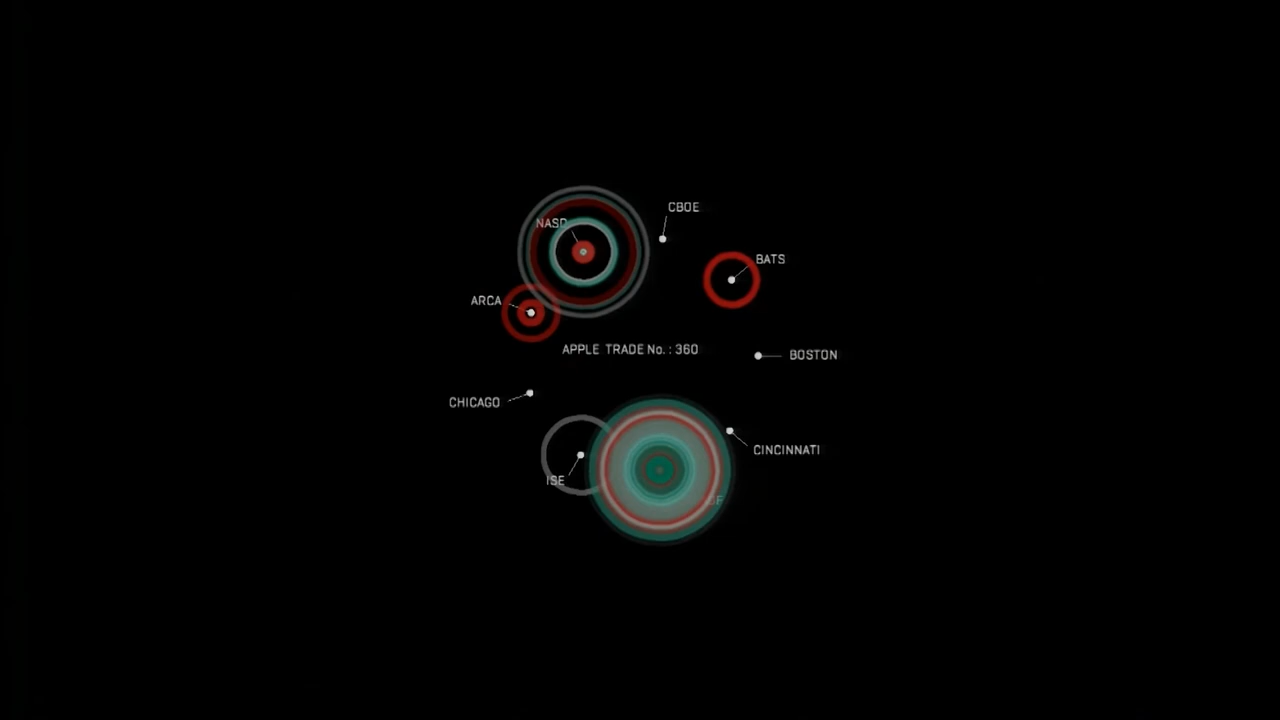 CBOE
NASD
BATS
ARCA
APPLE TRADE No. : 360
BOSTON
CHICAGO
CINCINNATI
ISE